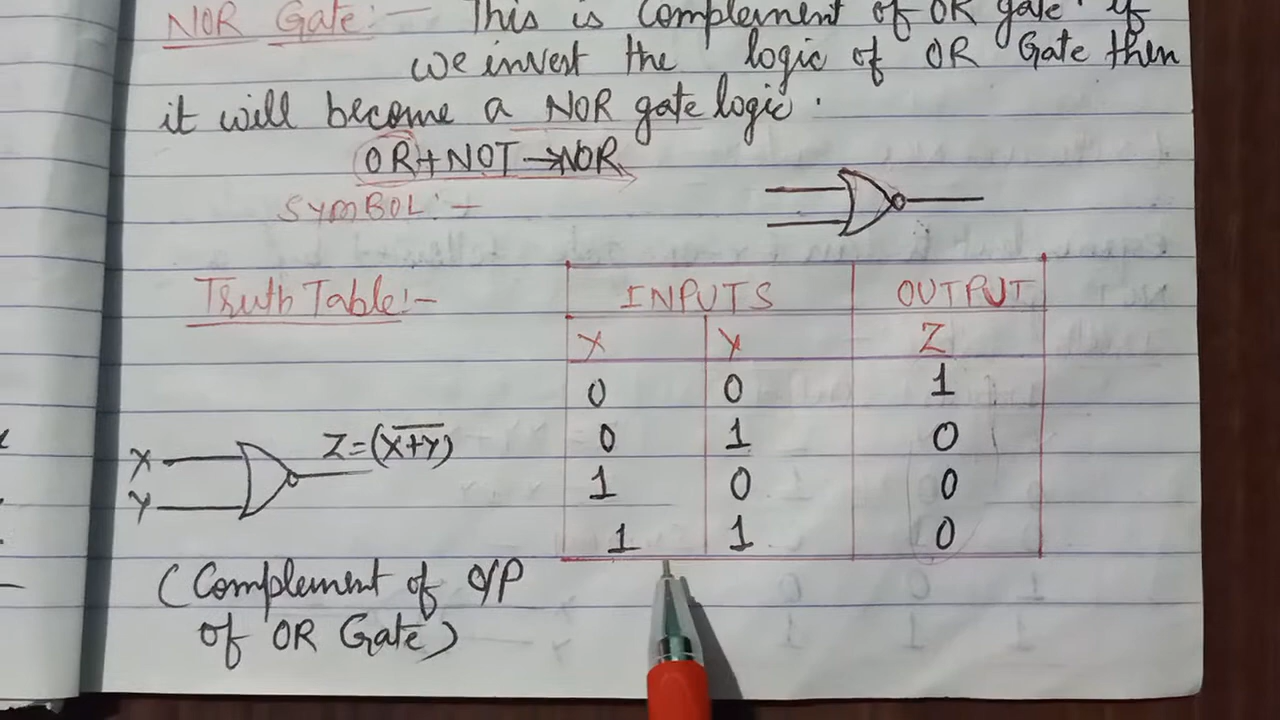 NOR Gate:- This is Complement of OR gate. if
we invert the logic of OR Gate then
it will become a NOR gate logic.
OR+NOT→NOR
SYMBOL:-
Truth Table:-
INPUTS OUTPUT
X Y Z
0 0 1
0 1 0
1 0 0
1 1 0
X
Y
Z=(X̅+̅Y̅)
(Complement of O/P
of OR Gate)